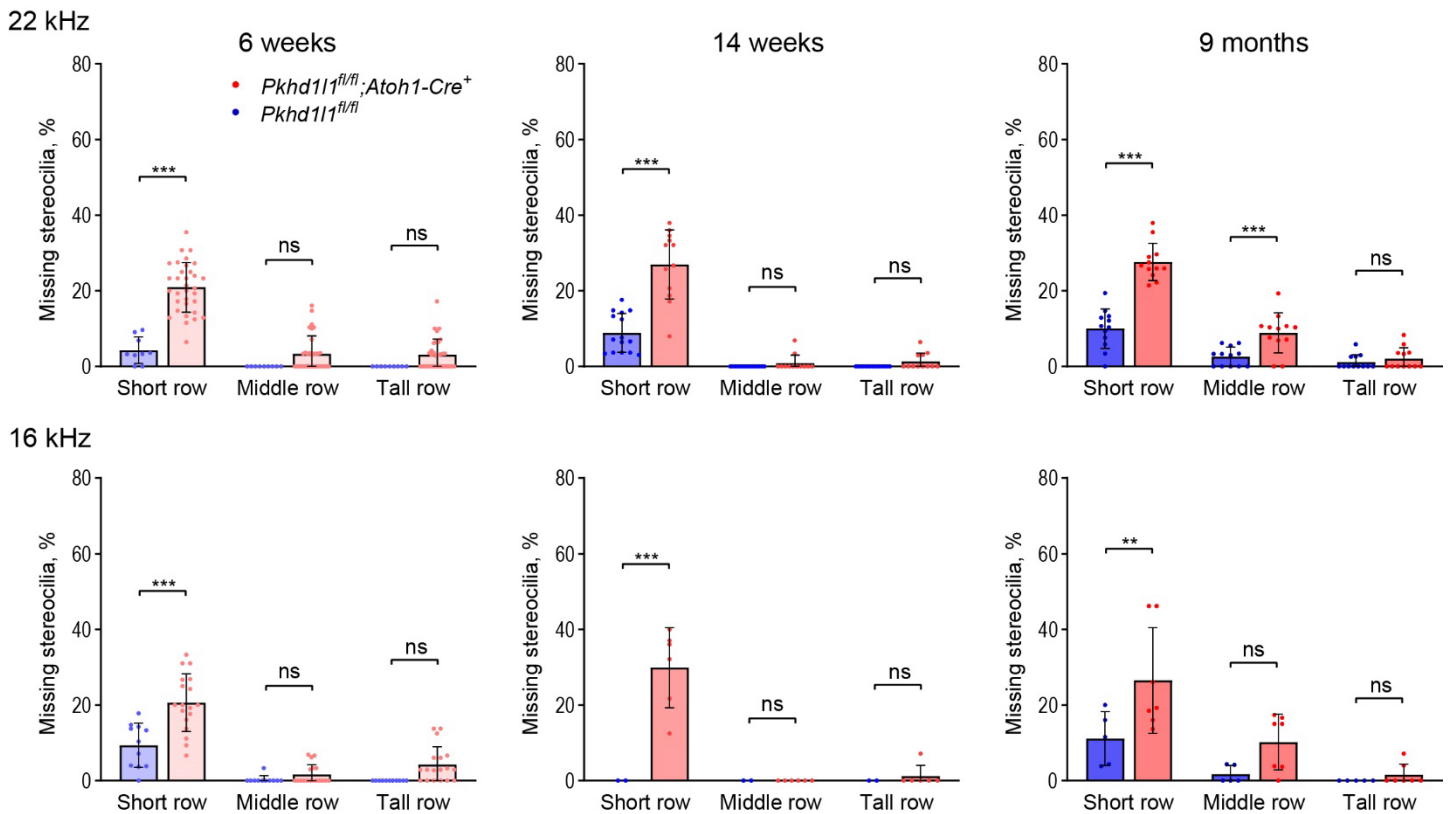 22 kHz
6 weeks
14 weeks
9 months
Pkhd1l1fl/fl;Atoh1-Cre+
Pkhd1l1fl/fl
Missing stereocilia, %
80
60
40
20
0
***
ns
ns
Short row
Middle row
Tall row
Missing stereocilia, %
80
60
40
20
0
***
ns
ns
Short row
Middle row
Tall row
Missing stereocilia, %
80
60
40
20
0
***
***
ns
Short row
Middle row
Tall row
16 kHz
Missing stereocilia, %
80
60
40
20
0
***
ns
ns
Short row
Middle row
Tall row
Missing stereocilia, %
80
60
40
20
0
***
ns
ns
Short row
Middle row
Tall row
Missing stereocilia, %
80
60
40
20
0
**
ns
ns
Short row
Middle row
Tall row